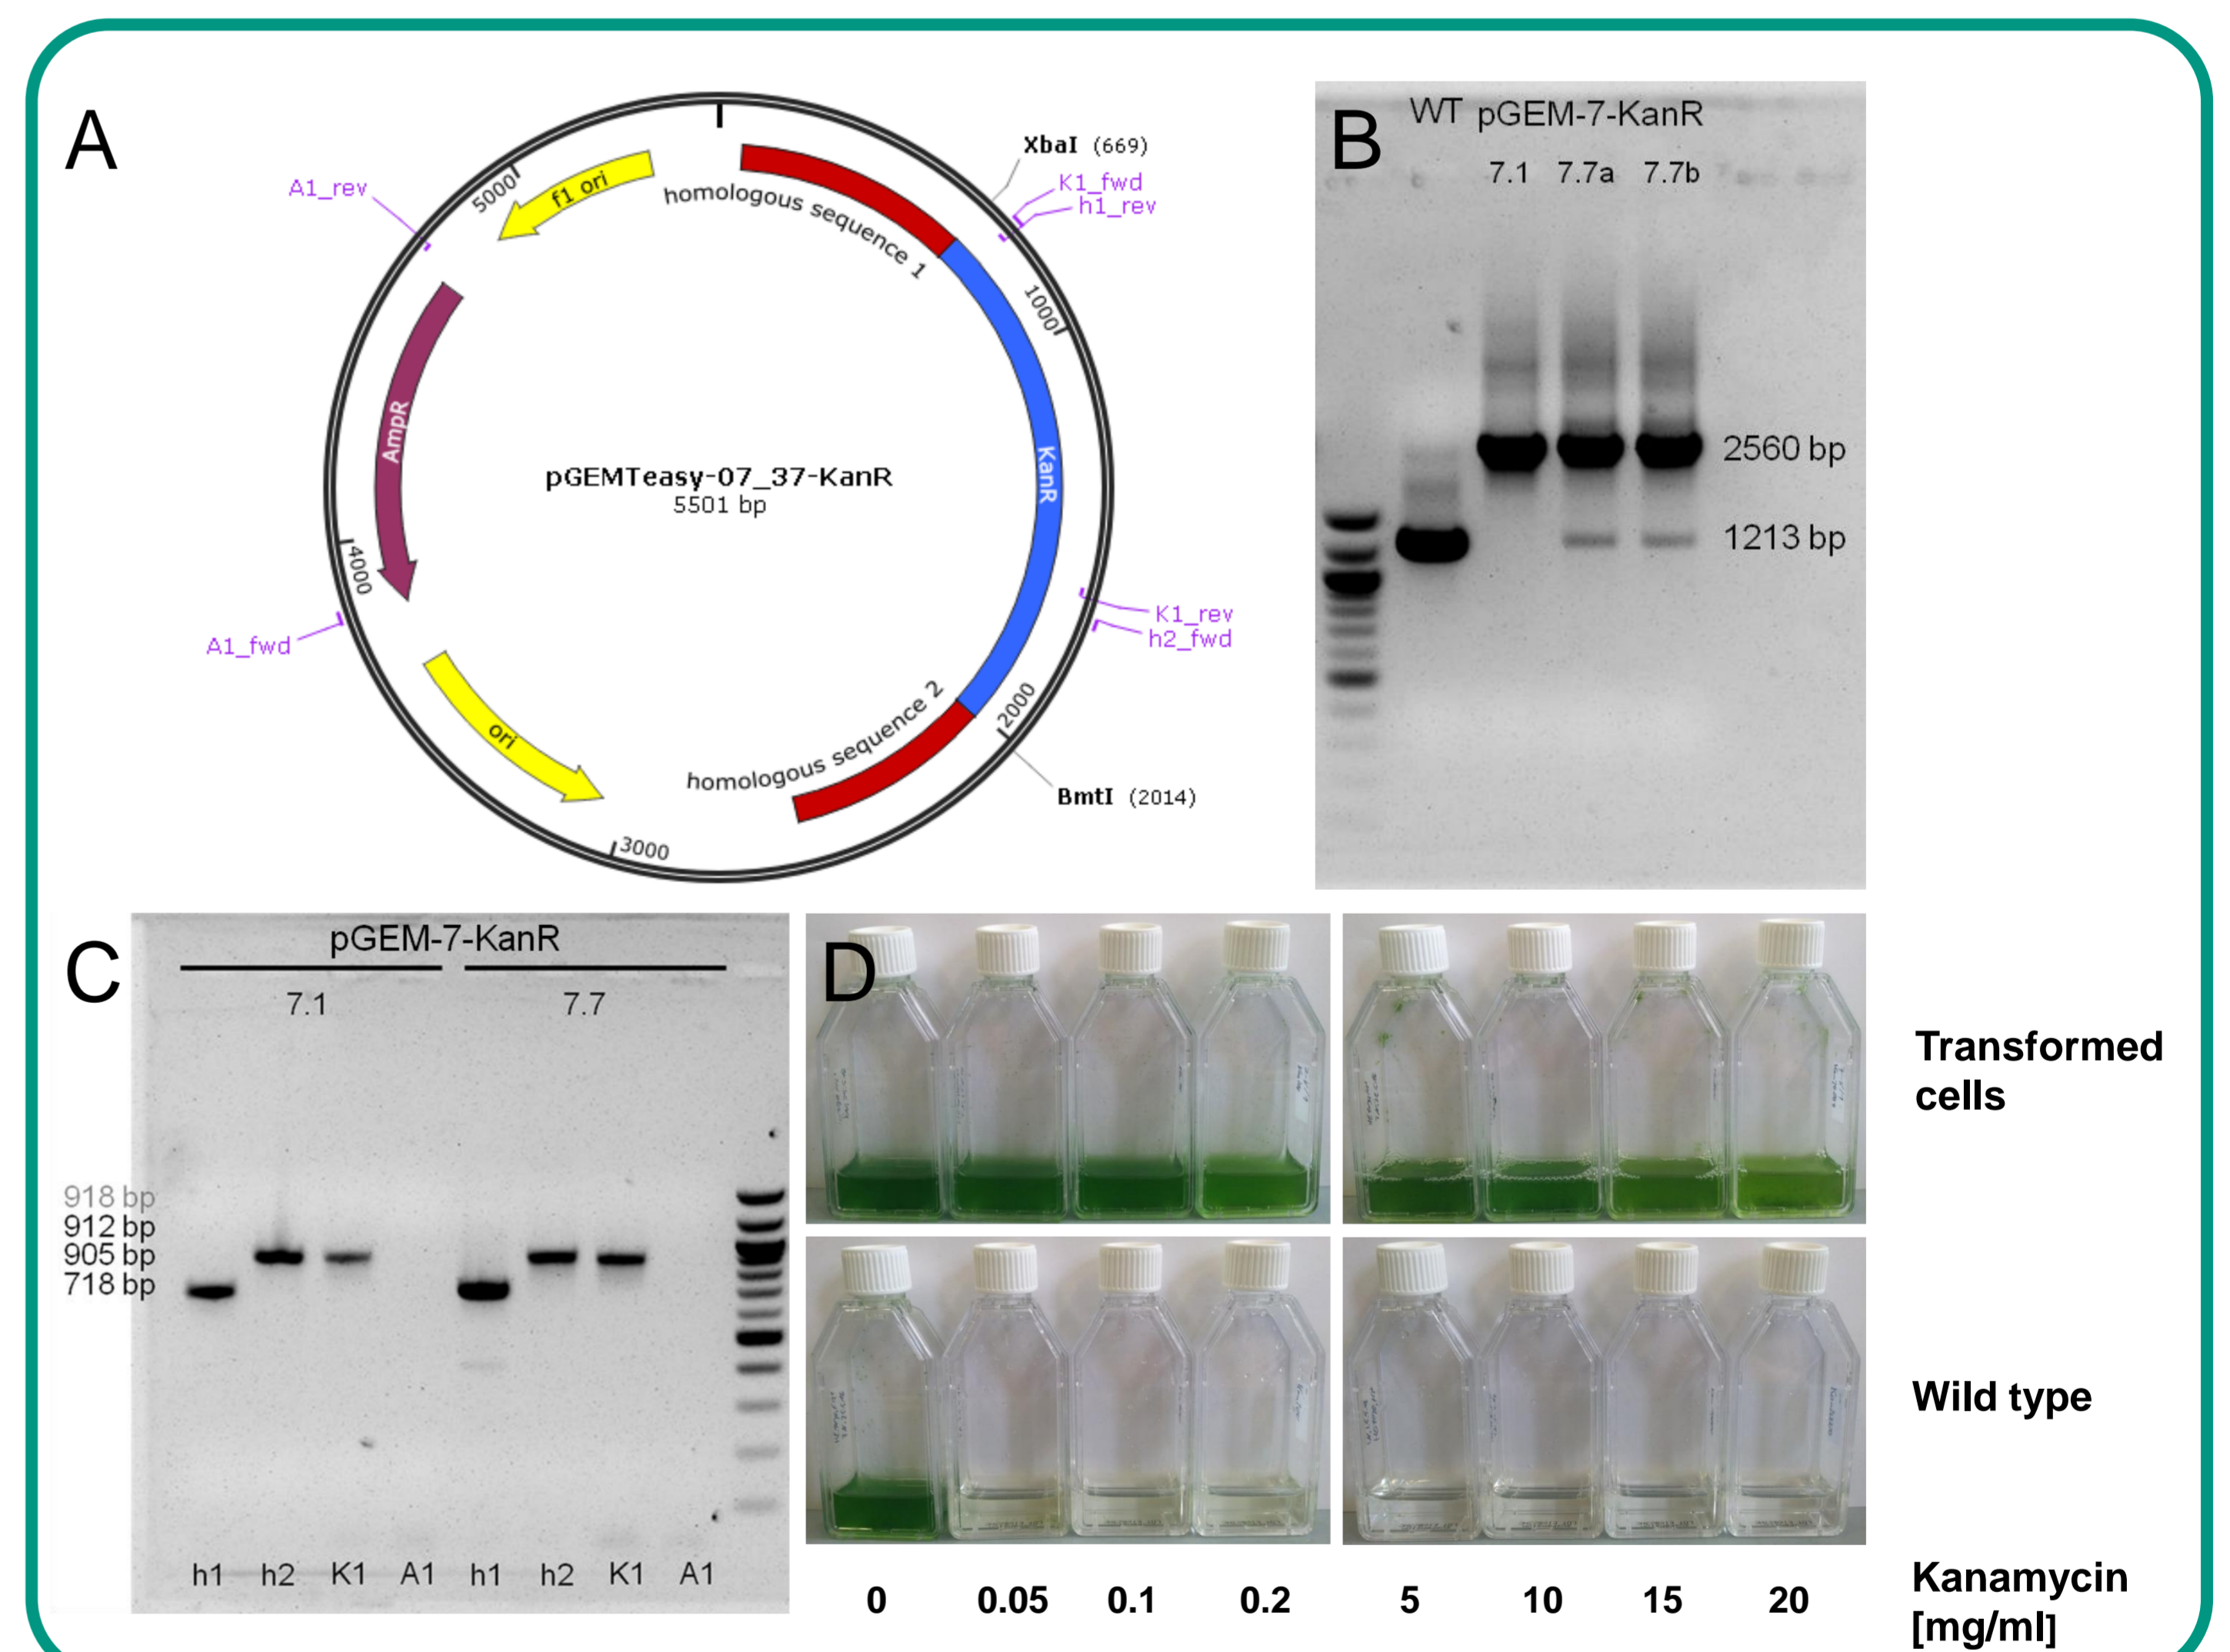 A
XbaI (669)
K1_fwd
h1_rev
A1_rev
5000
f1 ori
homologous sequence 1
1000
AmpR
KanR
pGEMTeasy-07_37-KanR
5501 bp
4000
K1_rev
h2_fwd
A1_fwd
ori
homologous sequence 2
2000
BmtI (2014)
3000
B
WT pGEM-7-KanR
7.1 7.7a 7.7b
2560 bp
1213 bp
C
pGEM-7-KanR
7.1 7.7
918 bp
912 bp
905 bp
718 bp
h1 h2 K1 A1 h1 h2 K1 A1
D
Transformed
cells
Wild type
0 0.05 0.1 0.2 5 10 15 20
Kanamycin
[mg/ml]